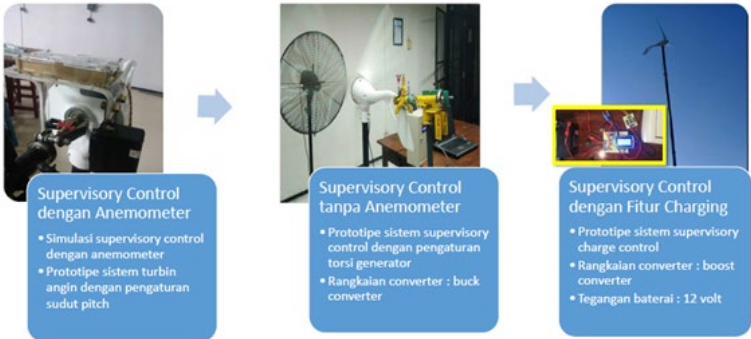 Supervisory Control
dengan Anemometer
• Simulasi supervisory control
dengan anemometer
• Prototipe sistem turbin
angin dengan pengaturan
sudut pitch
Supervisory Control
tanpa Anemometer
• Prototipe sistem supervisory
control dengan pengaturan
torsi generator
• Rangkaian converter : buck
converter
Supervisory Control
dengan Fitur Charging
• Prototipe sistem supervisory
charge control
• Rangkaian converter : boost
converter
• Tegangan baterai : 12 volt